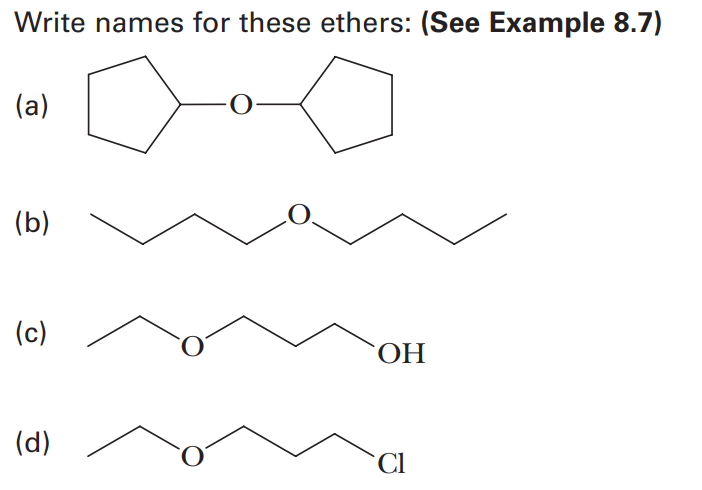 Write names for these ethers: (See Example 8.7)
(a)
O
(b)
O
(c)
O
OH
(d)
O
Cl